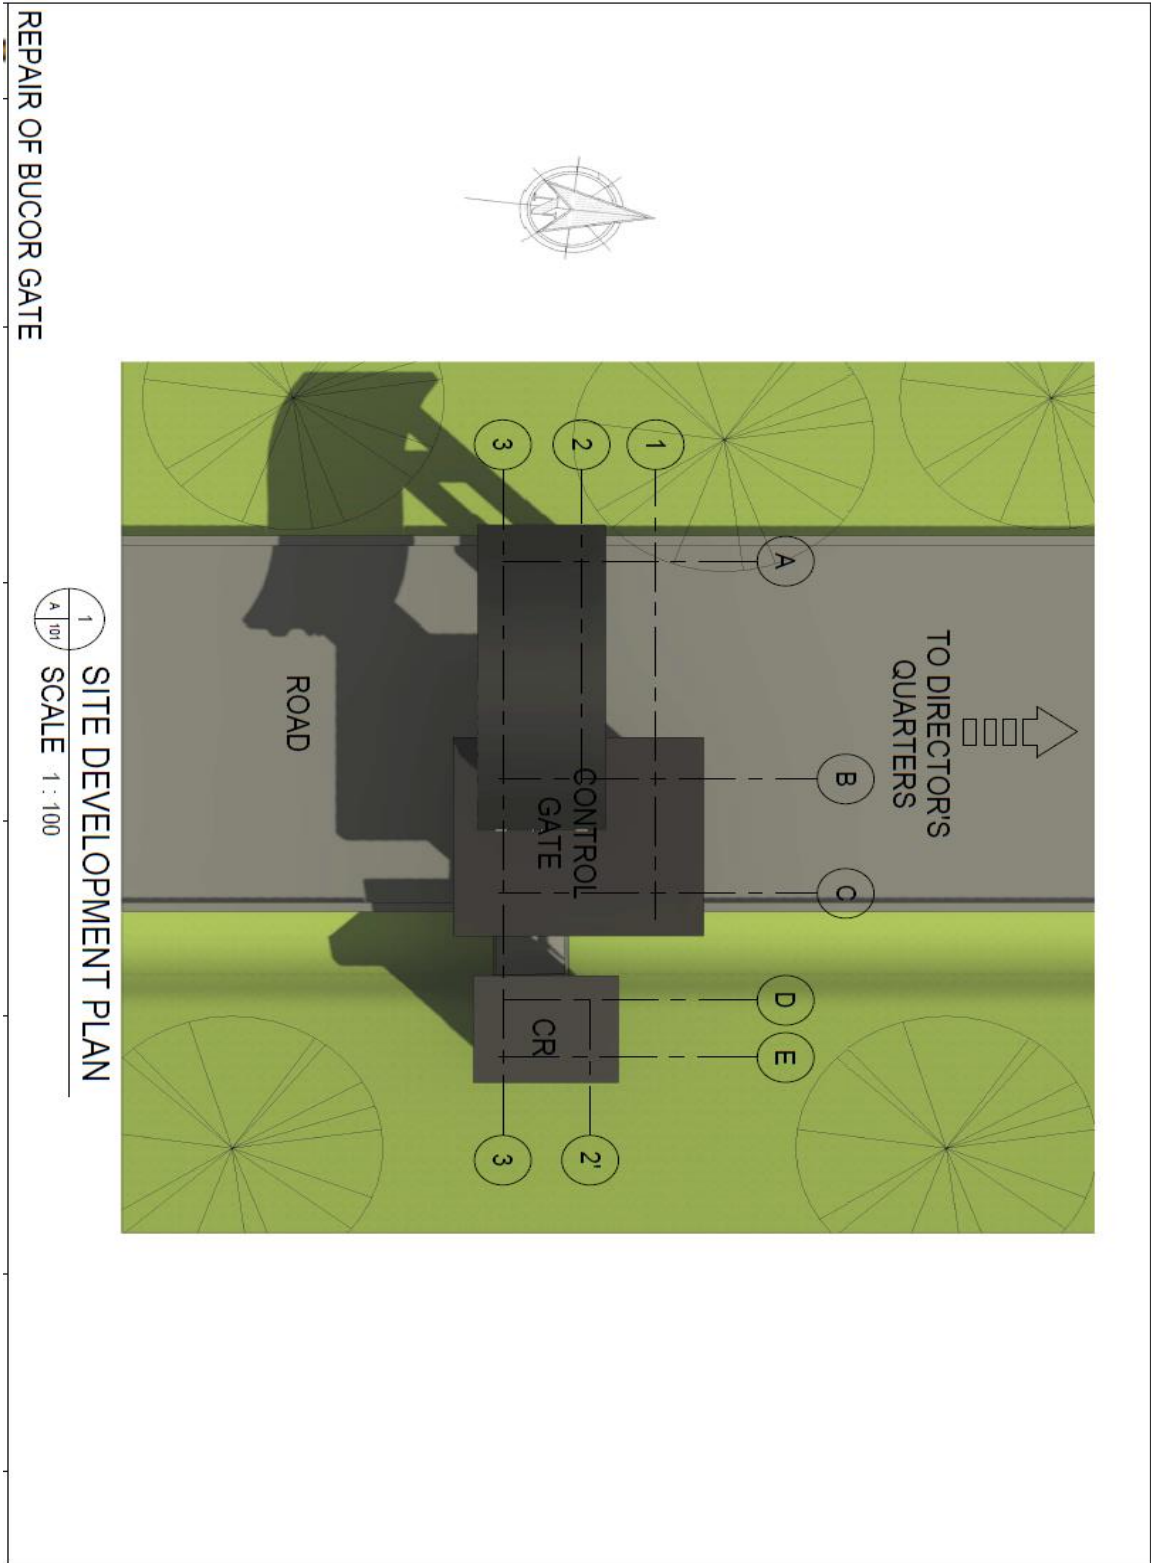 TO DIRECTOR'S
QUARTERS
B
C
A
D
E
1
2
2'
CONTROL
GATE
CR
N
3
3
ROAD
1
SITE DEVELOPMENT PLAN
A 101
SCALE 1 : 100
REPAIR OF BUCOR GATE